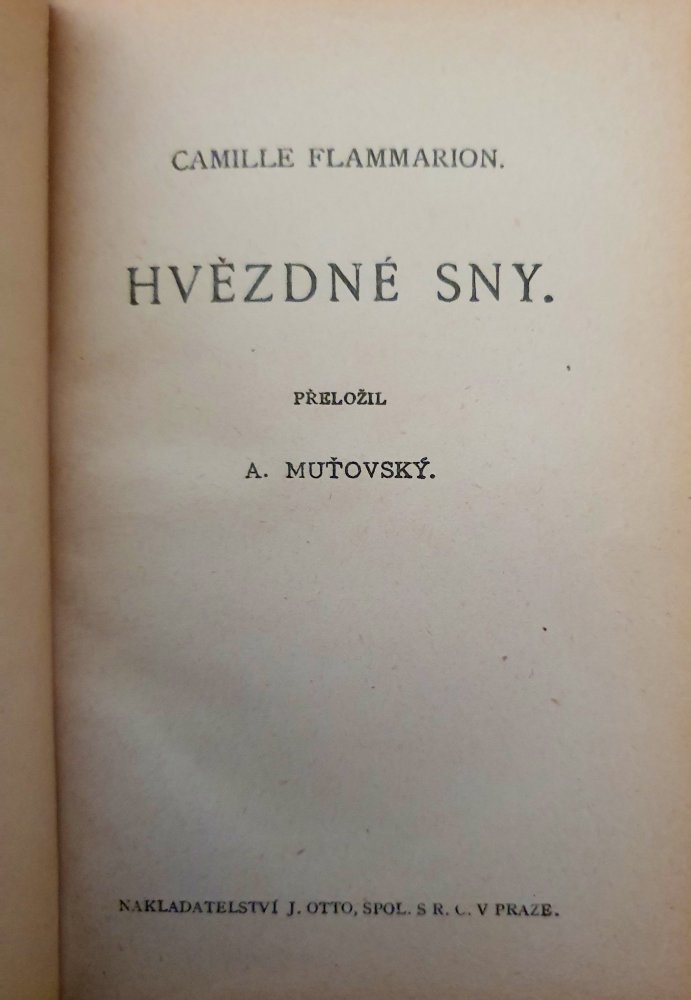 CAMILLE FLAMMARION.
HVĚZDNÉ SNY.
PŘELOŽIL
A. MUŤOVSKÝ.
NAKLADATELSTVÍ J. OTTO, SPOL. S R. O. V PRAZE.